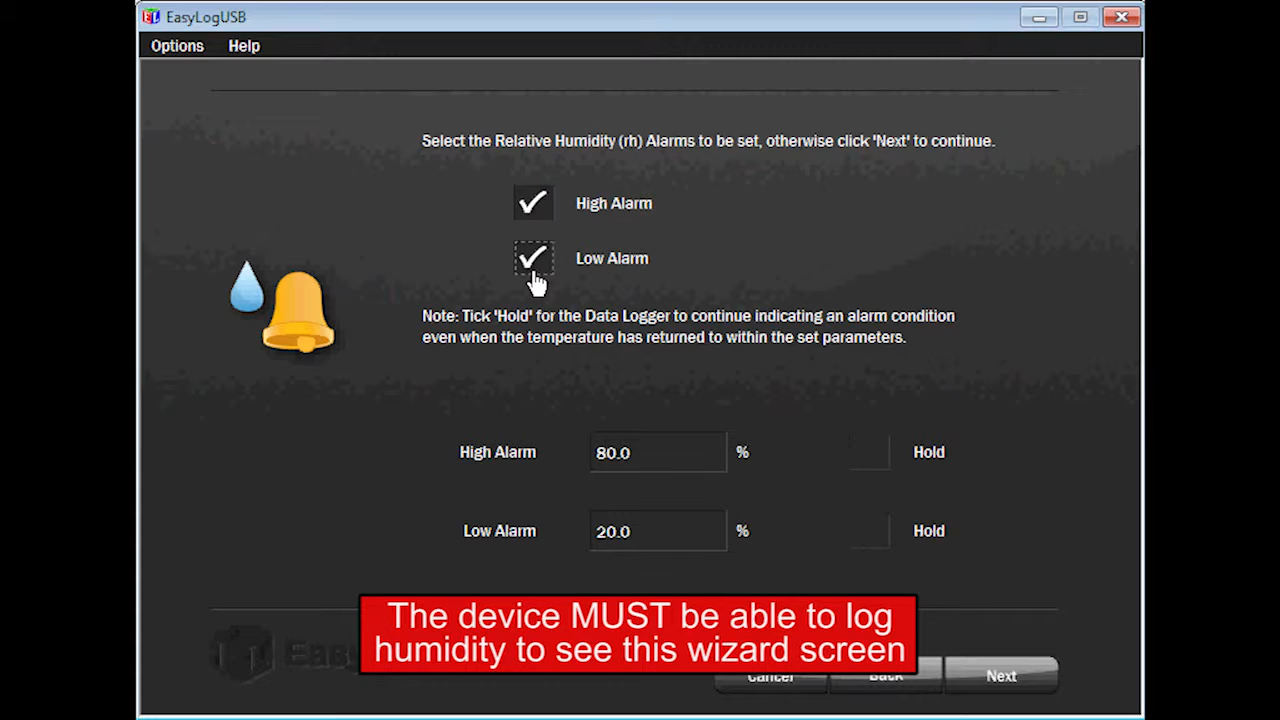 EasyLogUSB
Options Help
Select the Relative Humidity (rh) Alarms to be set, otherwise click 'Next' to continue.
High Alarm
Low Alarm
Note: Tick 'Hold' for the Data Logger to continue indicating an alarm condition
even when the temperature has returned to within the set parameters.
High Alarm 80.0 % Hold
Low Alarm 20.0 % Hold
The device MUST be able to log
humidity to see this wizard screen
Cancel Back Next